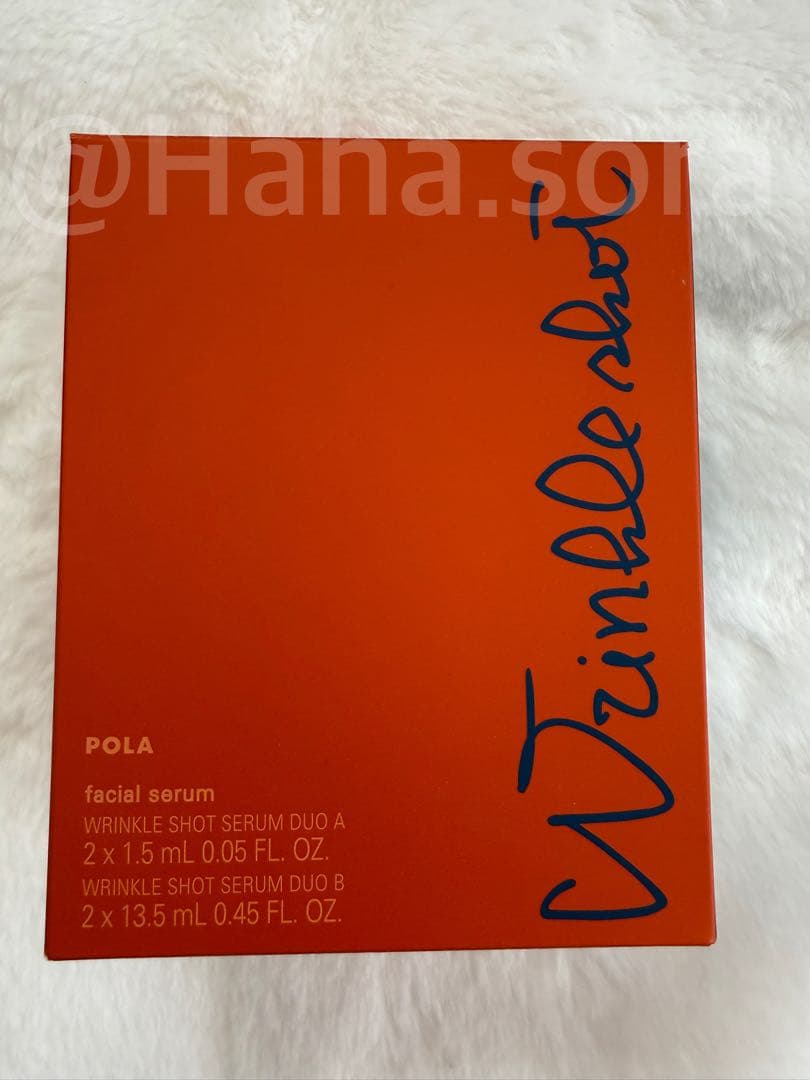 @Hana.sora
Wrinkle shot
POLA
facial serum
WRINKLE SHOT SERUM DUO A
2 x 1.5 mL 0.05 FL. OZ.
WRINKLE SHOT SERUM DUO B
2 x 13.5 mL 0.45 FL. OZ.